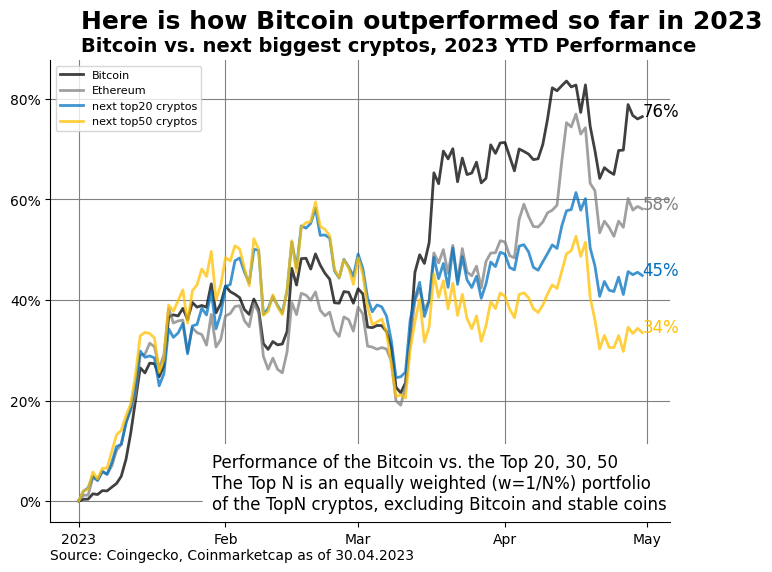 Here is how Bitcoin outperformed so far in 2023
Bitcoin vs. next biggest cryptos, 2023 YTD Performance
Bitcoin
Ethereum
next top20 cryptos
next top50 cryptos
80%
60%
40%
20%
0%
76%
58%
45%
34%
Performance of the Bitcoin vs. the Top 20, 30, 50
The Top N is an equally weighted (w=1/N%) portfolio
of the TopN cryptos, excluding Bitcoin and stable coins
2023 Feb Mar Apr May
Source: Coingecko, Coinmarketcap as of 30.04.2023